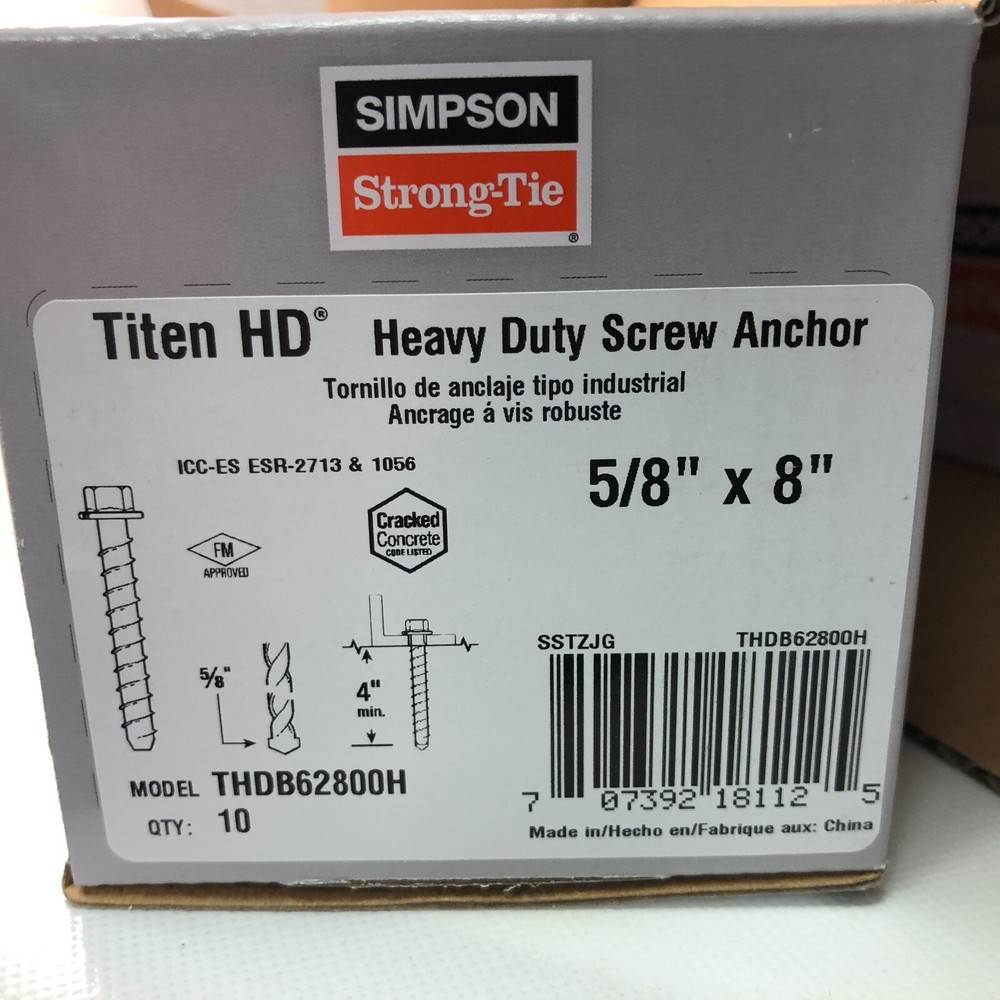 SIMPSON
Strong-Tie
®
Titen HD® Heavy Duty Screw Anchor
Tornillo de anclaje tipo industrial
Ancrage á vis robuste
ICC-ES ESR-2713 & 1056
5/8" x 8"
FM
APPROVED
Cracked
Concrete
CODE LISTED
5/8"
4"
min.
SSTZJG THDB62800H
7 07392 18112 5
MODEL THDB62800H
QTY: 10
Made in/Hecho en/Fabrique aux: China